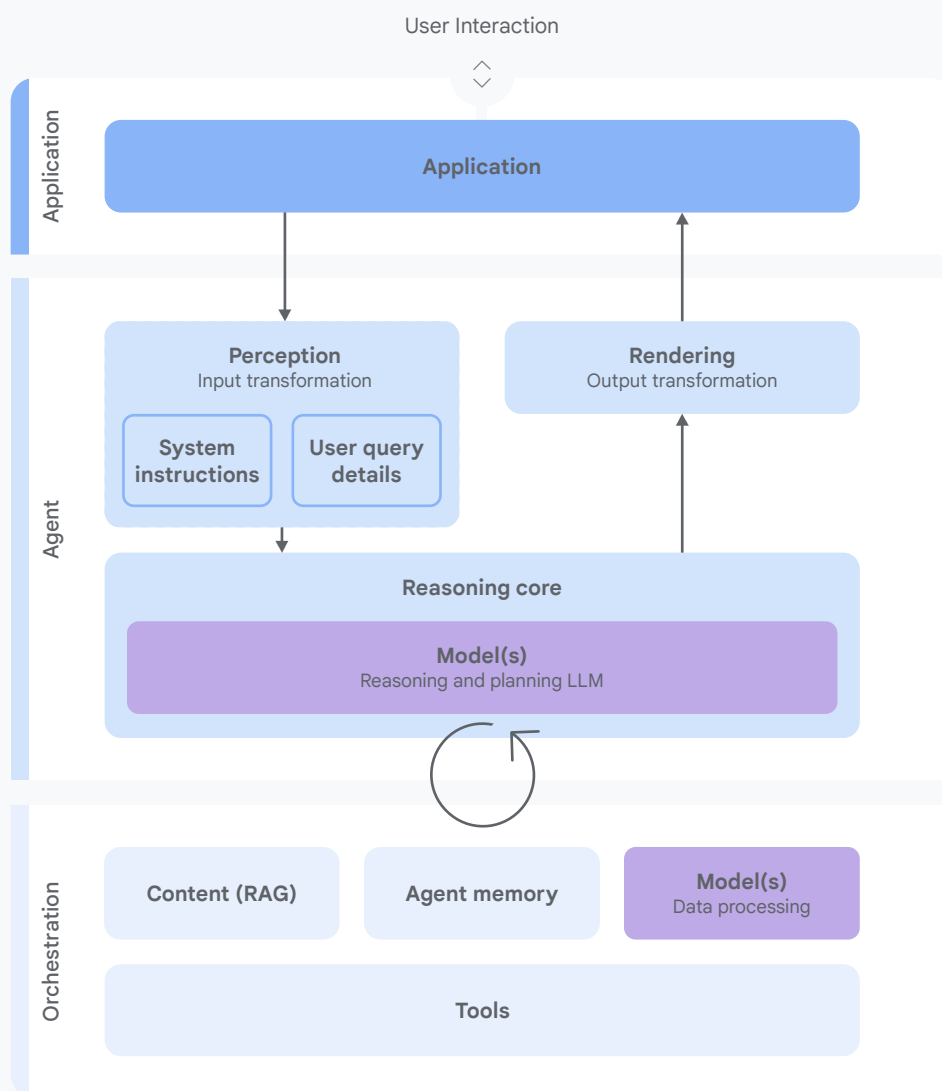 User Interaction
Application
Application
Perception
Input transformation
System
instructions
User query
details
Rendering
Output transformation
Agent
Reasoning core
Model(s)
Reasoning and planning LLM
Orchestration
Content (RAG)
Agent memory
Model(s)
Data processing
Tools